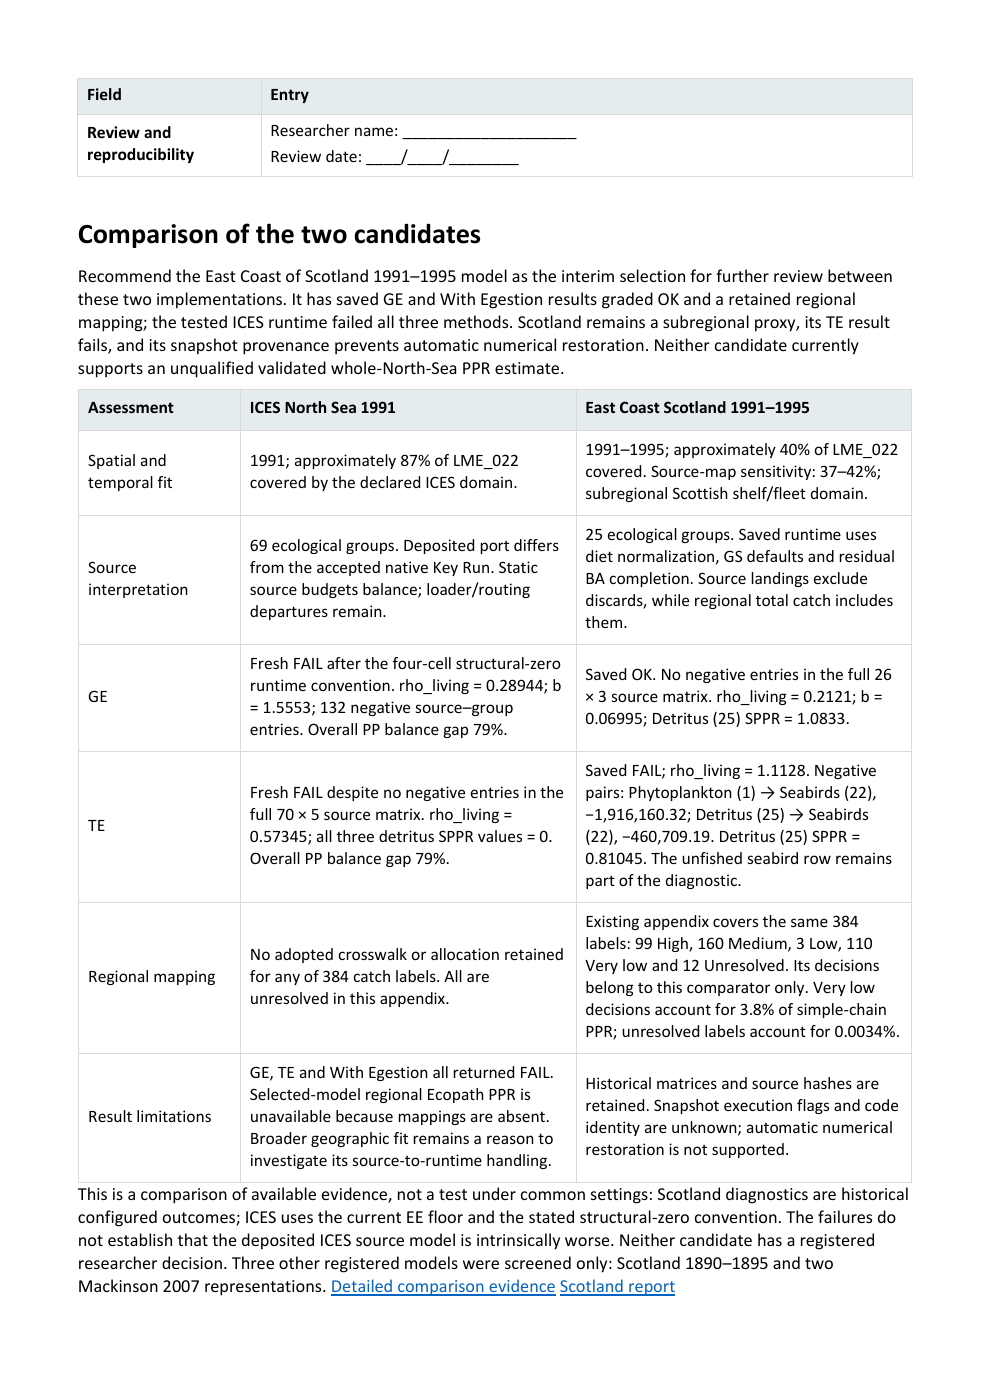 Field Entry
Review and
reproducibility
Researcher name: _____________________
Review date: ____/____/________
Comparison of the two candidates
Recommend the East Coast of Scotland 1991–1995 model as the interim selection for further review between
these two implementations. It has saved GE and With Egestion results graded OK and a retained regional
mapping; the tested ICES runtime failed all three methods. Scotland remains a subregional proxy, its TE result
fails, and its snapshot provenance prevents automatic numerical restoration. Neither candidate currently
supports an unqualified validated whole-North-Sea PPR estimate.
Assessment ICES North Sea 1991 East Coast Scotland 1991–1995
Spatial and
temporal fit
1991; approximately 87% of LME_022
covered by the declared ICES domain.
1991–1995; approximately 40% of LME_022
covered. Source-map sensitivity: 37–42%;
subregional Scottish shelf/fleet domain.
Source
interpretation
69 ecological groups. Deposited port differs
from the accepted native Key Run. Static
source budgets balance; loader/routing
departures remain.
25 ecological groups. Saved runtime uses
diet normalization, GS defaults and residual
BA completion. Source landings exclude
discards, while regional total catch includes
them.
GE
Fresh FAIL after the four-cell structural-zero
runtime convention. rho_living = 0.28944; b
= 1.5553; 132 negative source–group
entries. Overall PP balance gap 79%.
Saved OK. No negative entries in the full 26
× 3 source matrix. rho_living = 0.2121; b =
0.06995; Detritus (25) SPPR = 1.0833.
TE
Fresh FAIL despite no negative entries in the
full 70 × 5 source matrix. rho_living =
0.57345; all three detritus SPPR values = 0.
Overall PP balance gap 79%.
Saved FAIL; rho_living = 1.1128. Negative
pairs: Phytoplankton (1) → Seabirds (22),
−1,916,160.32; Detritus (25) → Seabirds
(22), −460,709.19. Detritus (25) SPPR =
0.81045. The unfished seabird row remains
part of the diagnostic.
Regional mapping
No adopted crosswalk or allocation retained
for any of 384 catch labels. All are
unresolved in this appendix.
Existing appendix covers the same 384
labels: 99 High, 160 Medium, 3 Low, 110
Very low and 12 Unresolved. Its decisions
belong to this comparator only. Very low
decisions account for 3.8% of simple-chain
PPR; unresolved labels account for 0.0034%.
Result limitations
GE, TE and With Egestion all returned FAIL.
Selected-model regional Ecopath PPR is
unavailable because mappings are absent.
Broader geographic fit remains a reason to
investigate its source-to-runtime handling.
Historical matrices and source hashes are
retained. Snapshot execution flags and code
identity are unknown; automatic numerical
restoration is not supported.
This is a comparison of available evidence, not a test under common settings: Scotland diagnostics are historical
configured outcomes; ICES uses the current EE floor and the stated structural-zero convention. The failures do
not establish that the deposited ICES source model is intrinsically worse. Neither candidate has a registered
researcher decision. Three other registered models were screened only: Scotland 1890–1895 and two
Mackinson 2007 representations. Detailed comparison evidence Scotland report